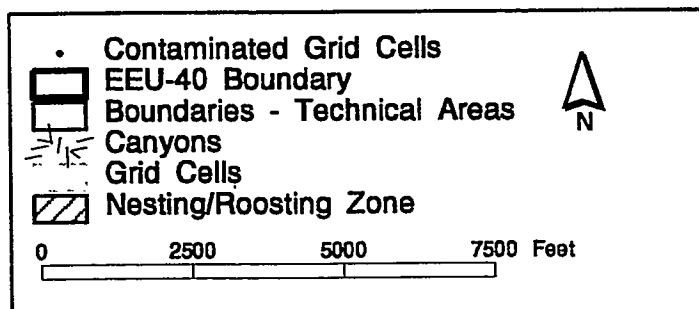 Contaminated Grid Cells
EEU-40 Boundary
Boundaries - Technical Areas
N
Canyons
Grid Cells
Nesting/Roosting Zone
0 2500 5000 7500 Feet